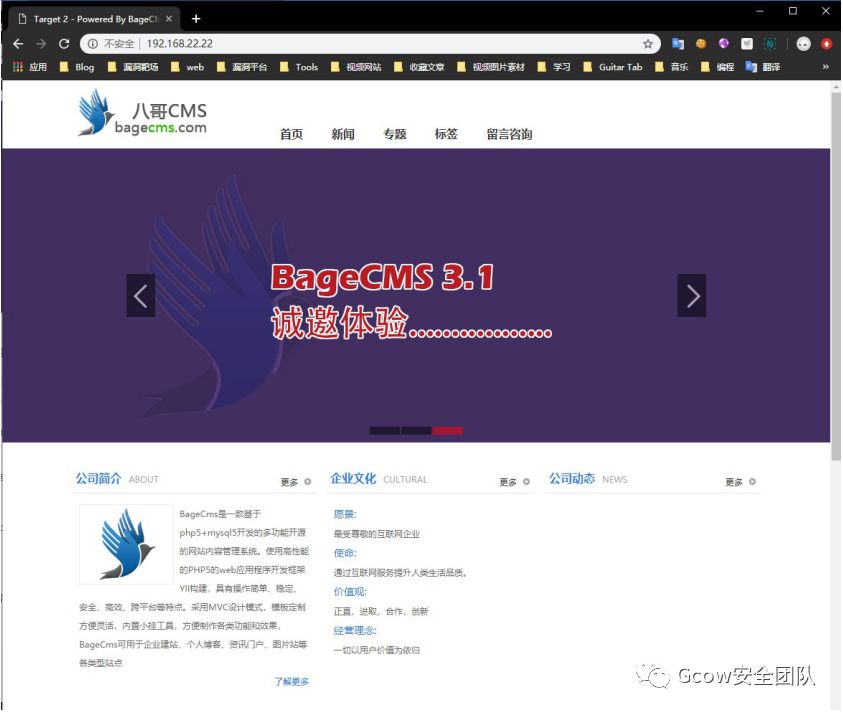 Target 2 - Powered By BageCM
不安全 | 192.168.22.22
应用 Blog 漏洞靶场 web 漏洞平台 Tools 视频网站 收藏文章 视频图片素材 学习 Guitar Tab 音乐 编程 翻译 »
八哥CMS
bagecms.com
首页 新闻 专题 标签 留言咨询
BageCMS 3.1
诚邀体验.................
公司简介 ABOUT 更多
BageCms是一款基于
php5+mysql5开发的多功能开源
的网站内容管理系统。使用高性能
的PHP5的web应用程序开发框架
YII构建，具有操作简单、稳定、
安全、高效、跨平台等特点。采用MVC设计模式，模板定制
方便灵活，内置小挂工具，方便制作各类功能和效果，
BageCms可用于企业建站、个人博客、资讯门户、图片站等
各类型站点
了解更多
企业文化 CULTURAL 更多
愿景:
最受尊敬的互联网企业
使命:
通过互联网服务提升人类生活品质。
价值观:
正直，进取，合作，创新
经营理念:
一切以用户价值为依归
公司动态 NEWS 更多
Gcow安全团队